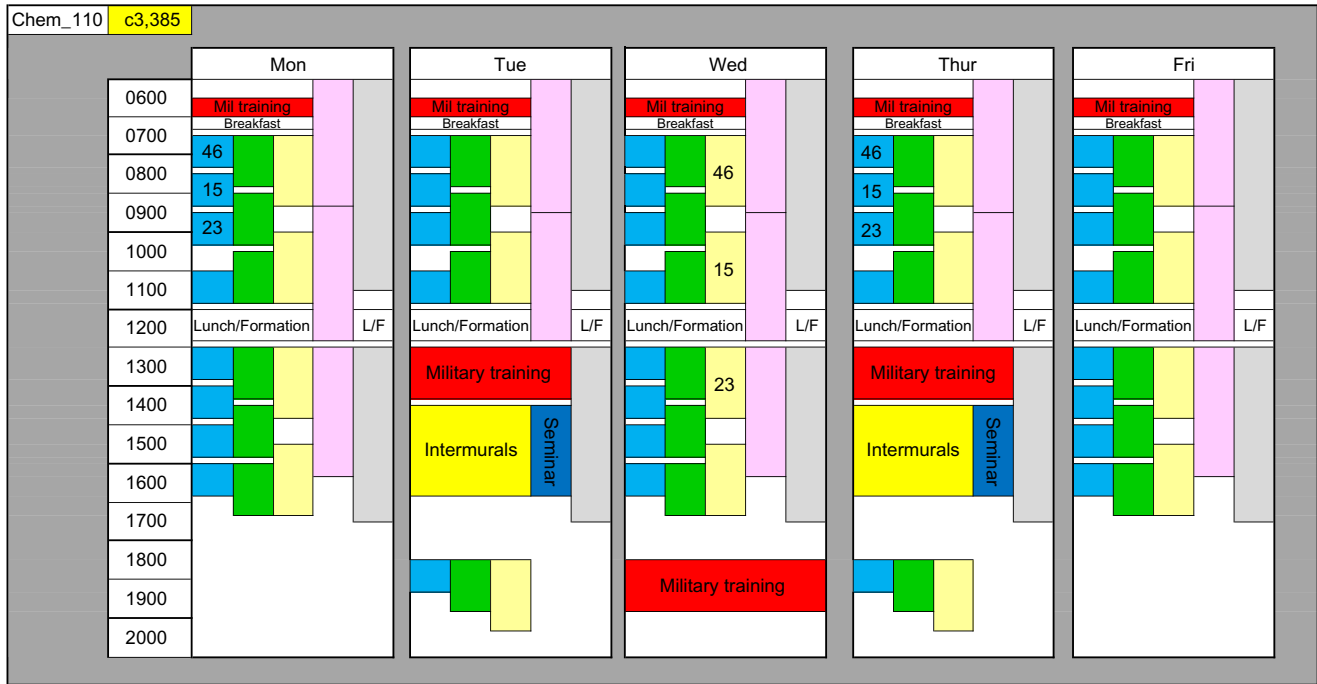 Chem_110 c3,385
Mon Tue Wed Thur Fri
0600
Mil training Mil training Mil training Mil training Mil training
Breakfast Breakfast Breakfast Breakfast Breakfast
0700
46 46
0800 46
15 15
0900
23 23
1000
15
1100
1200 Lunch/Formation L/F Lunch/Formation L/F Lunch/Formation L/F Lunch/Formation L/F Lunch/Formation L/F
1300 Military training Military training
23
1400
1500 Intermurals Seminar Intermurals Seminar
1600
1700
1800
Military training
1900
2000